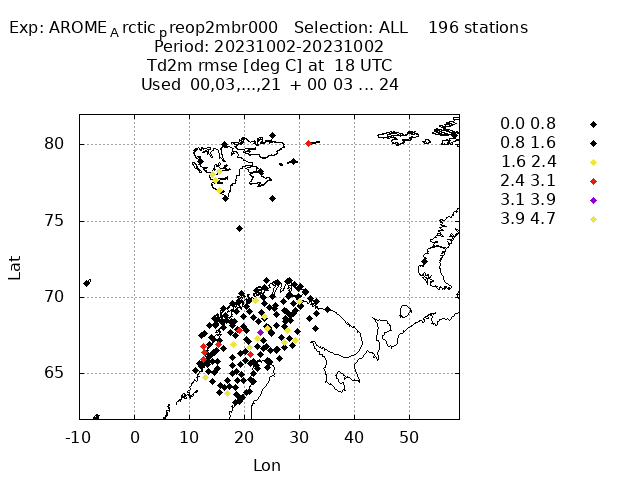 Exp: AROME_Arctic_preop2mbr000 Selection: ALL 196 stations
Period: 20231002-20231002
Td2m rmse [deg C] at 18 UTC
Used 00,03,...,21 + 00 03 ... 24
0.0 0.8
0.8 1.6
1.6 2.4
2.4 3.1
3.1 3.9
3.9 4.7
80
75
70
65
Lat
-10 0 10 20 30 40 50
Lon